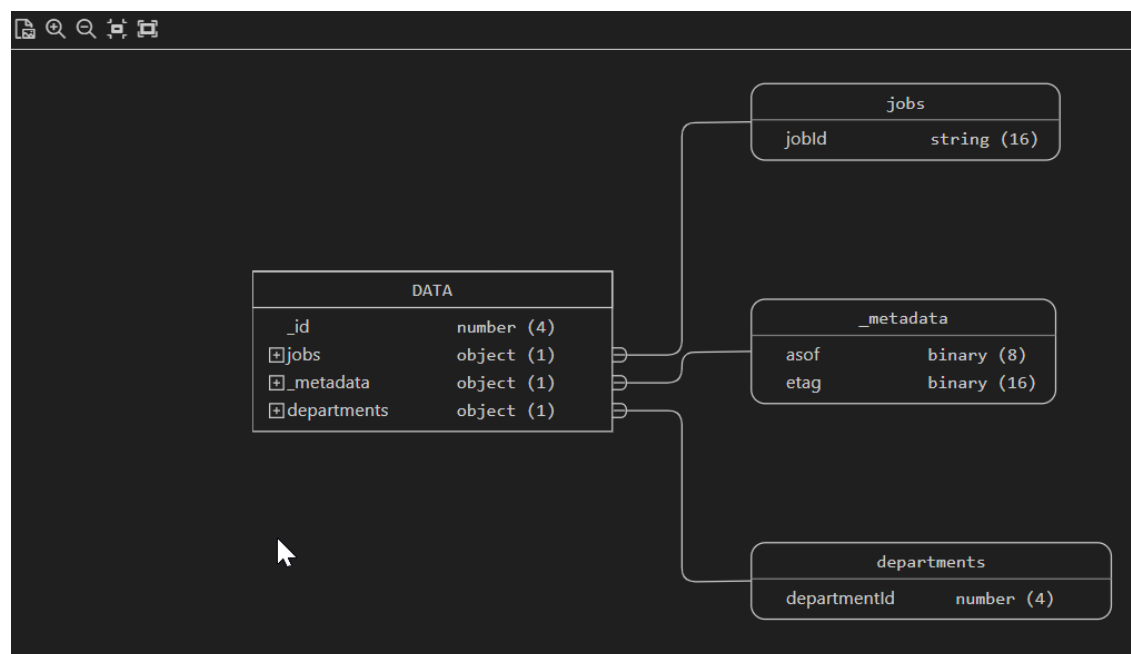 jobs
jobId string (16)
DATA
_id number (4)
jobs object (1)
_metadata object (1)
departments object (1)
_metadata
asof binary (8)
etag binary (16)
departments
departmentId number (4)